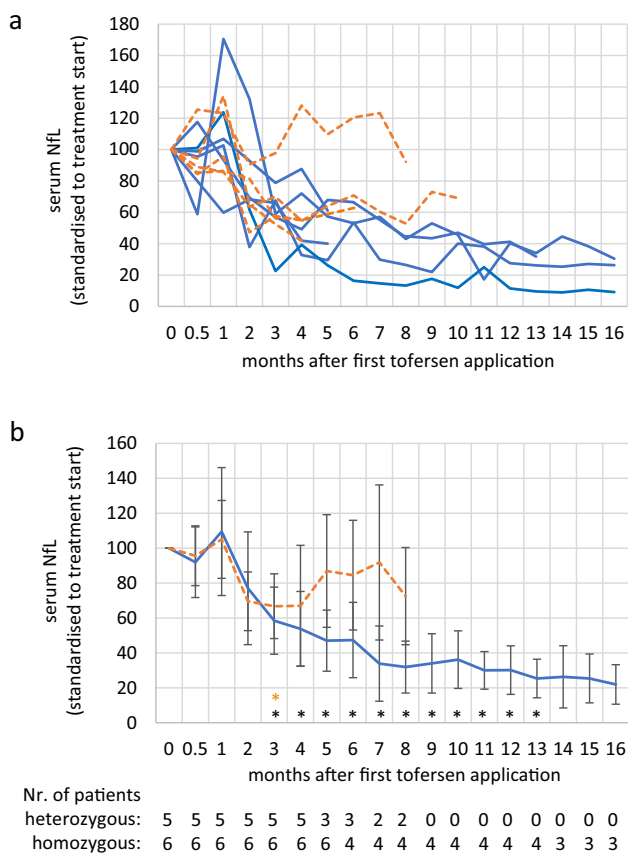 a
serum NfL
(standardised to treatment start)
180
160
140
120
100
80
60
40
20
0
0 0.5 1 2 3 4 5 6 7 8 9 10 11 12 13 14 15 16
months after first tofersen application
b
serum NfL
(standardised to treatment start)
160
140
120
100
80
60
40
20
0
*
* * * * * * * * * * *
0 0.5 1 2 3 4 5 6 7 8 9 10 11 12 13 14 15 16
months after first tofersen application
Nr. of patients
heterozygous: 5 5 5 5 5 5 3 3 2 2 0 0 0 0 0 0 0 0
homozygous: 6 6 6 6 6 6 6 4 4 4 4 4 4 4 4 3 3 3